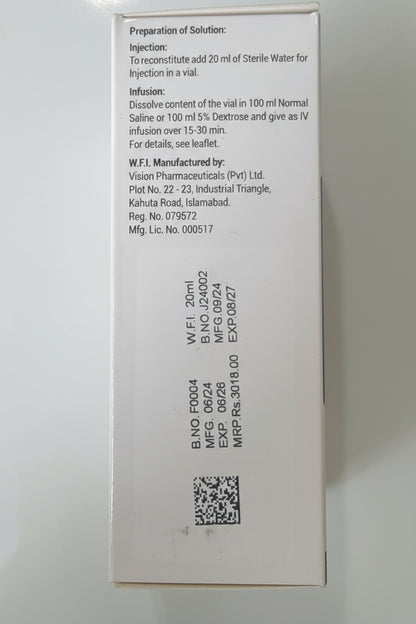 Preparation of Solution:
Injection:
To reconstitute add 20 ml of Sterile Water for
Injection in a vial.
Infusion:
Dissolve content of the vial in 100 ml Normal
Saline or 100 ml 5% Dextrose and give as IV
infusion over 15-30 min.
For details, see leaflet.
W.F.I. Manufactured by:
Vision Pharmaceuticals (Pvt) Ltd.
Plot No. 22 - 23, Industrial Triangle,
Kahuta Road, Islamabad.
Reg. No. 079572
Mfg. Lic. No. 000517
B.NO.F0004
MFG. 06/24
EXP. 06/26
MRP.Rs.3018.00
W.F.I. 20ml
B.NO.J24002
MFG.09/24
EXP.08/27